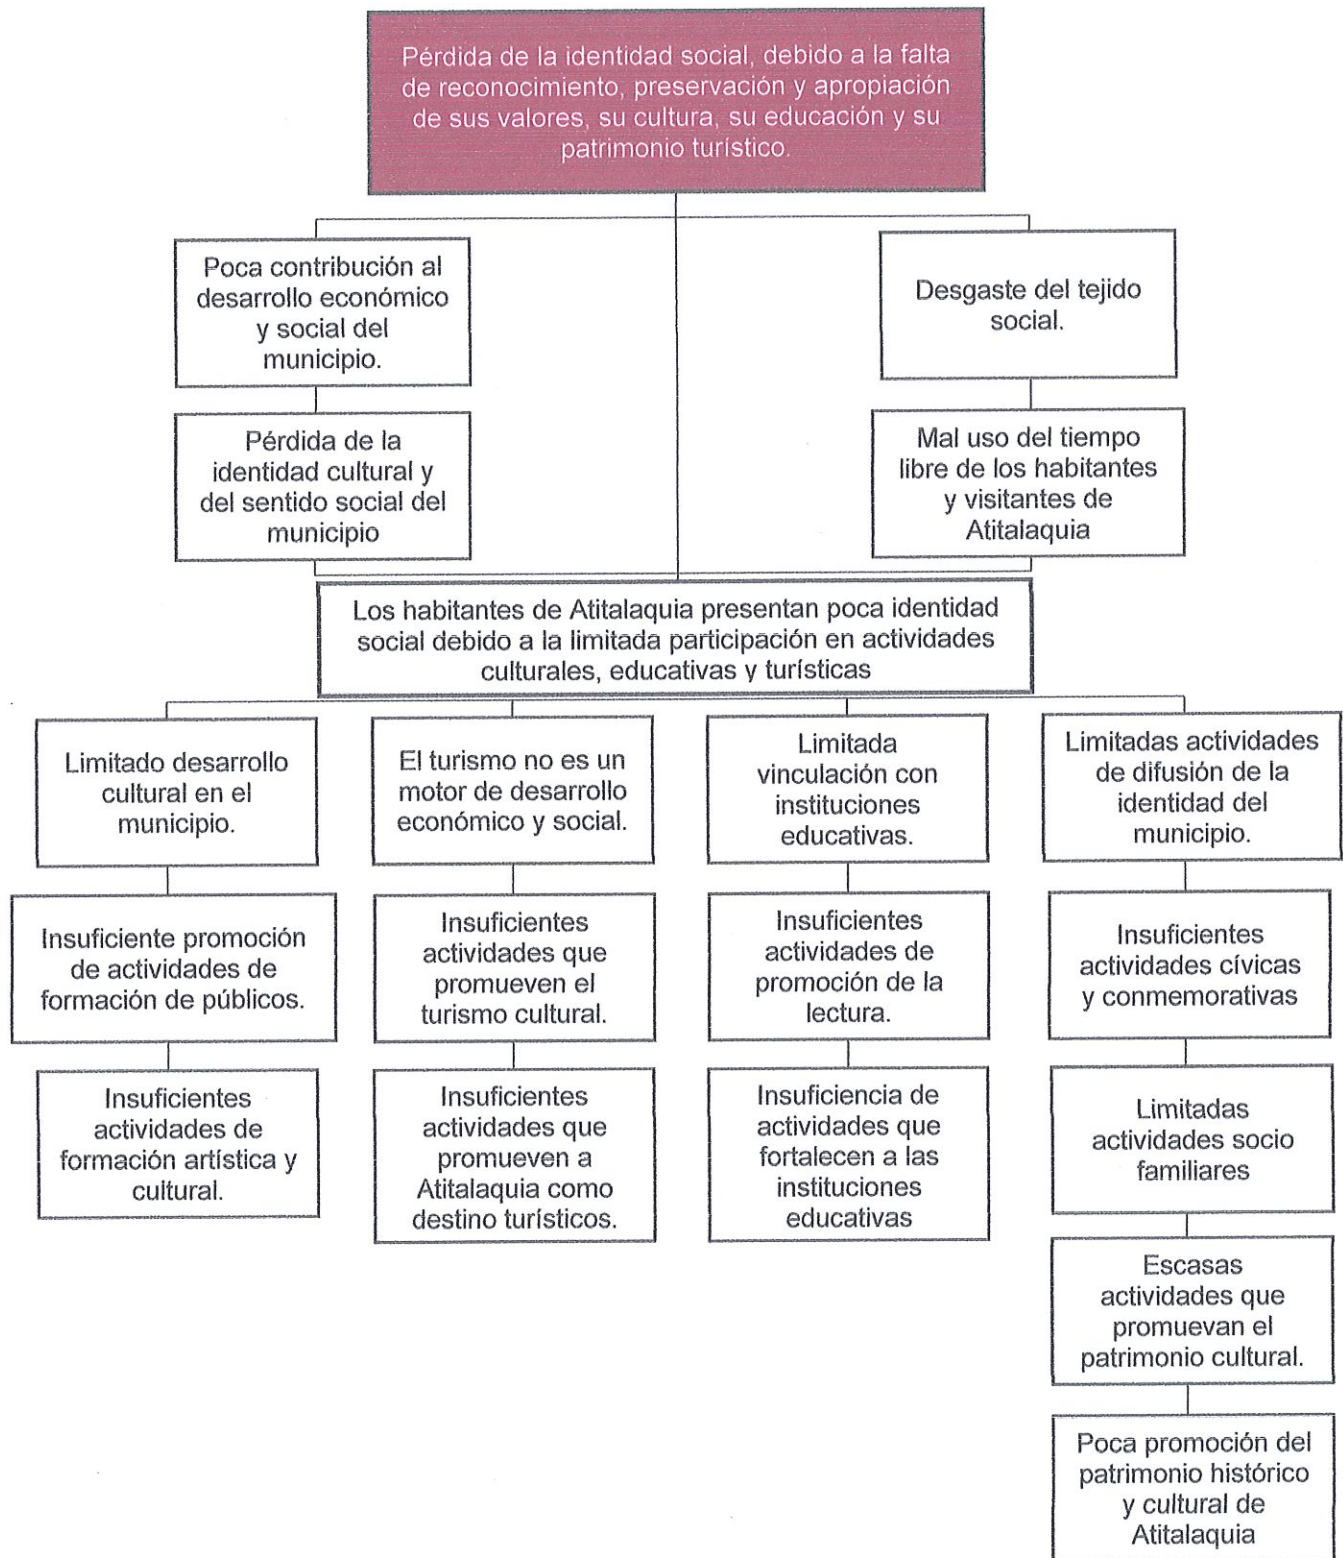 Pérdida de la identidad social, debido a la falta
de reconocimiento, preservación y apropiación
de sus valores, su cultura, su educación y su
patrimonio turístico.
Poca contribución al
desarrollo económico
y social del
municipio.
Desgaste del tejido
social.
Pérdida de la
identidad cultural y
del sentido social del
municipio
Mal uso del tiempo
libre de los habitantes
y visitantes de
Atitalaquia
Los habitantes de Atitalaquia presentan poca identidad
social debido a la limitada participación en actividades
culturales, educativas y turísticas
Limitado desarrollo
cultural en el
municipio.
El turismo no es un
motor de desarrollo
económico y social.
Limitada
vinculación con
instituciones
educativas.
Limitadas actividades
de difusión de la
identidad del
municipio.
Insuficiente promoción
de actividades de
formación de públicos.
Insuficientes
actividades que
promueven el
turismo cultural.
Insuficientes
actividades de
promoción de la
lectura.
Insuficientes
actividades cívicas
y conmemorativas
Insuficientes
actividades de
formación artística y
cultural.
Insuficientes
actividades que
promueven a
Atitalaquia como
destino turísticos.
Insuficiencia de
actividades que
fortalecen a las
instituciones
educativas
Limitadas
actividades socio
familiares
Escasas
actividades que
promuevan el
patrimonio cultural.
Poca promoción del
patrimonio histórico
y cultural de
Atitalaquia